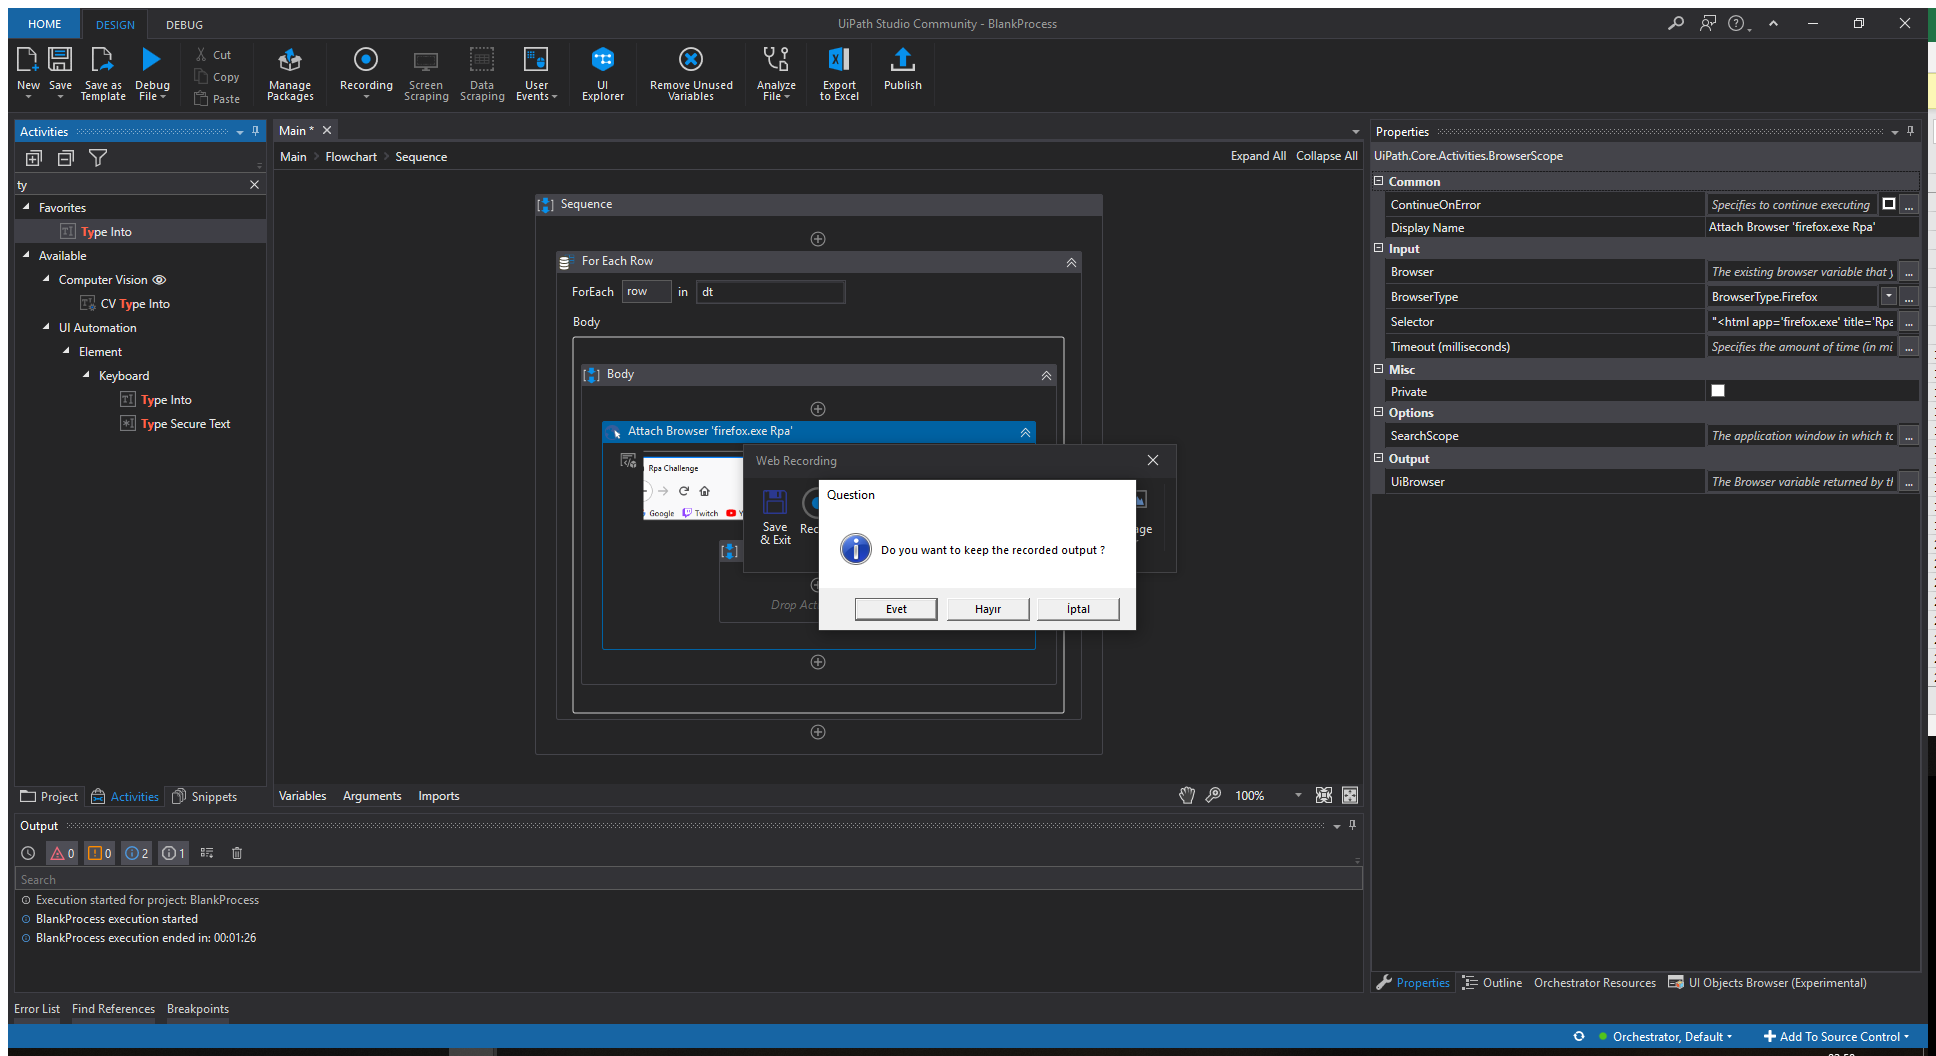 HOME
DESIGN
DEBUG
UiPath Studio Community - BlankProcess
New
Save
Save as Template
Debug File
Cut
Copy
Paste
Manage Packages
Recording
Screen Scraping
Data Scraping
User Events
UI Explorer
Remove Unused Variables
Analyze File
Export to Excel
Publish
Activities
ty
Favorites
Type Into
Available
Computer Vision
CV Type Into
UI Automation
Element
Keyboard
Type Into
Type Secure Text
Project
Activities
Snippets
Main *
Main > Flowchart > Sequence
Expand All
Collapse All
Sequence
For Each Row
ForEach row in dt
Body
Body
Attach Browser 'firefox.exe Rpa'
Rpa Challenge
Google
Twitch
Drop Act
Web Recording
Save & Exit
Rec
age
Question
Do you want to keep the recorded output ?
Evet
Hayır
İptal
Variables
Arguments
Imports
100%
Properties
UiPath.Core.Activities.BrowserScope
Common
ContinueOnError Specifies to continue executing ...
Display Name Attach Browser 'firefox.exe Rpa'
Input
Browser The existing browser variable that ...
BrowserType BrowserType.Firefox ...
Selector "<html app='firefox.exe' title='Rpa ...
Timeout (milliseconds) Specifies the amount of time (in mi ...
Misc
Private
Options
SearchScope The application window in which to ...
Output
UiBrowser The Browser variable returned by th ...
Properties
Outline
Orchestrator Resources
UI Objects Browser (Experimental)
Output
0
0
2
1
Search
Execution started for project: BlankProcess
BlankProcess execution started
BlankProcess execution ended in: 00:01:26
Error List
Find References
Breakpoints
Orchestrator, Default
Add To Source Control